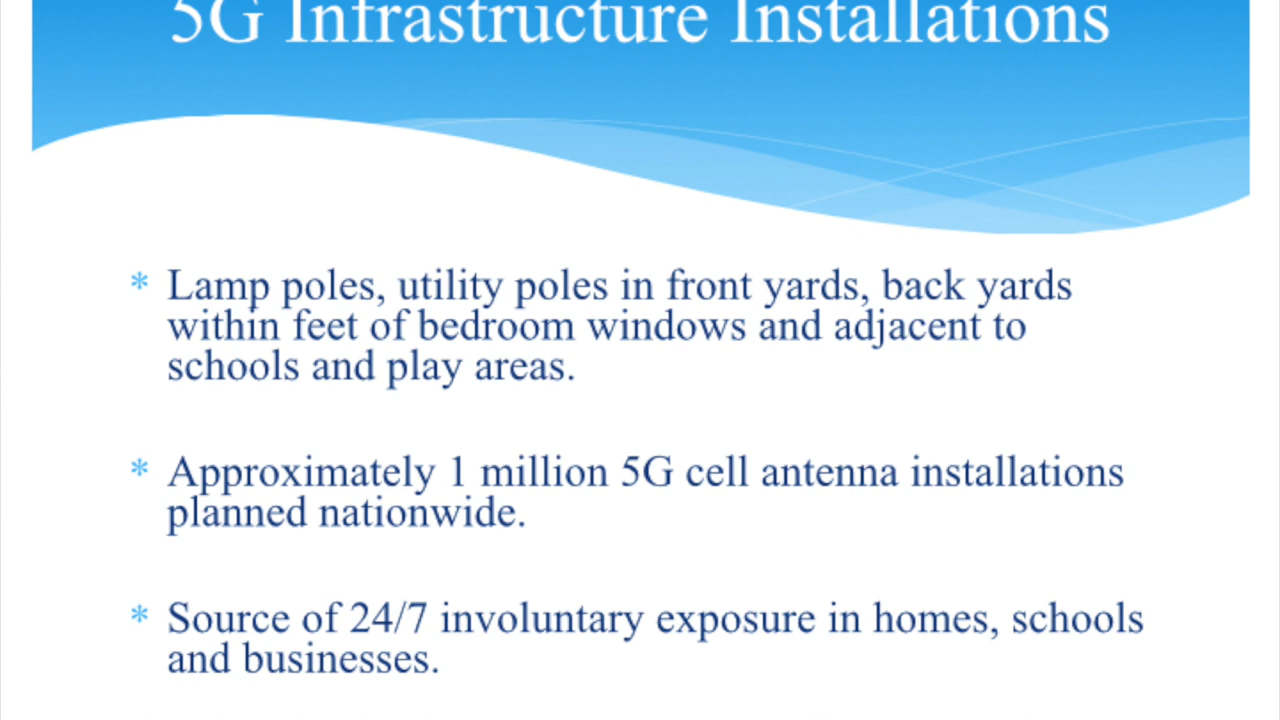 5G Infrastructure Installations
* Lamp poles, utility poles in front yards, back yards
within feet of bedroom windows and adjacent to
schools and play areas.
* Approximately 1 million 5G cell antenna installations
planned nationwide.
* Source of 24/7 involuntary exposure in homes, schools
and businesses.